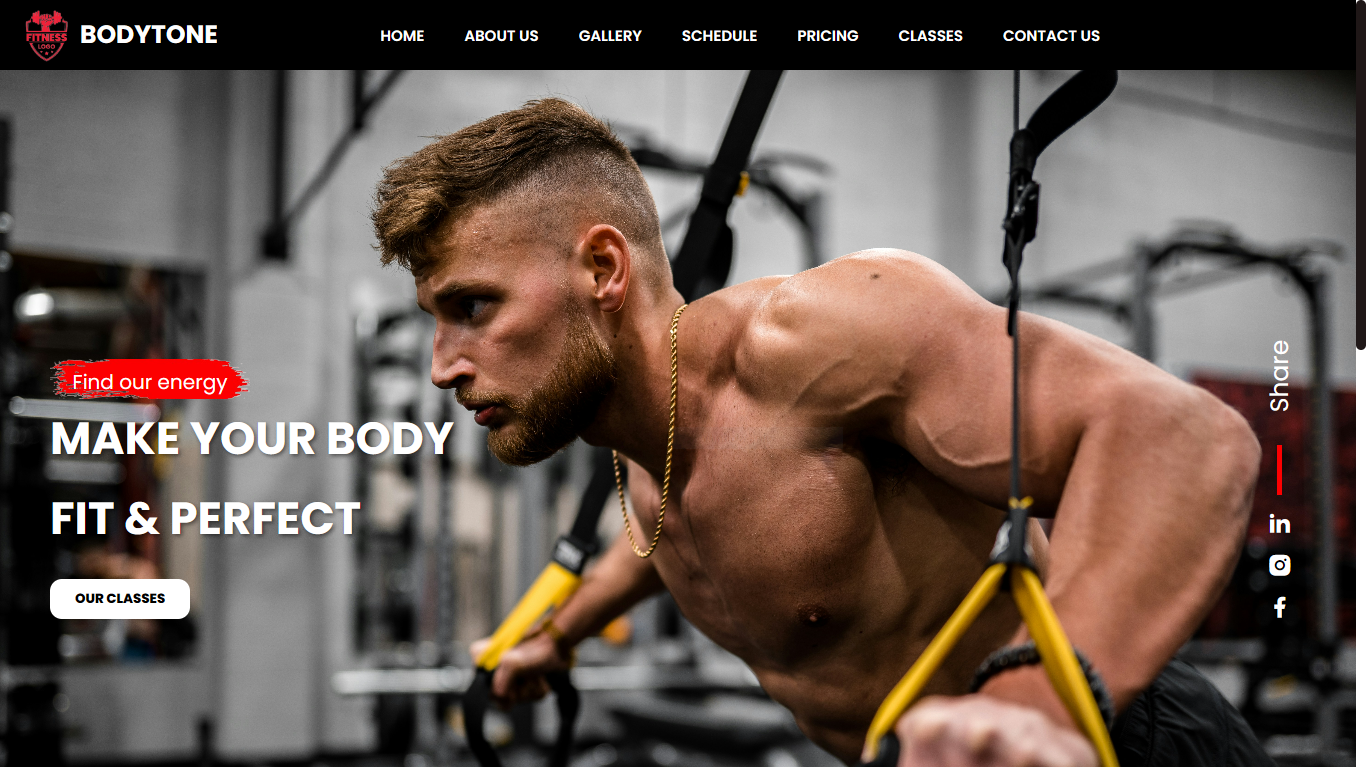 FITNESS
LOGO
BODYTONE
HOME
ABOUT US
GALLERY
SCHEDULE
PRICING
CLASSES
CONTACT US
Find our energy
MAKE YOUR BODY
FIT & PERFECT
OUR CLASSES
Share
in
f